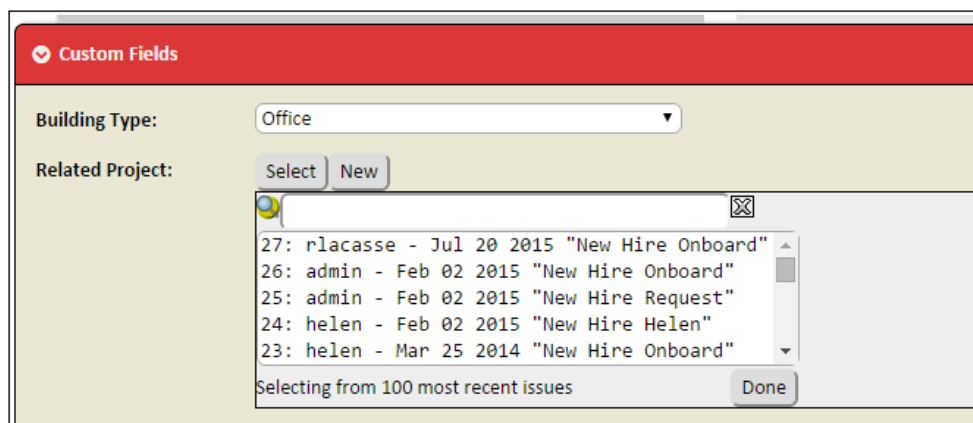 Custom Fields
Building Type: Office
Related Project: Select New
27: rlacasse - Jul 20 2015 "New Hire Onboard"
26: admin - Feb 02 2015 "New Hire Onboard"
25: admin - Feb 02 2015 "New Hire Request"
24: helen - Feb 02 2015 "New Hire Helen"
23: helen - Mar 25 2014 "New Hire Onboard"
Selecting from 100 most recent issues Done